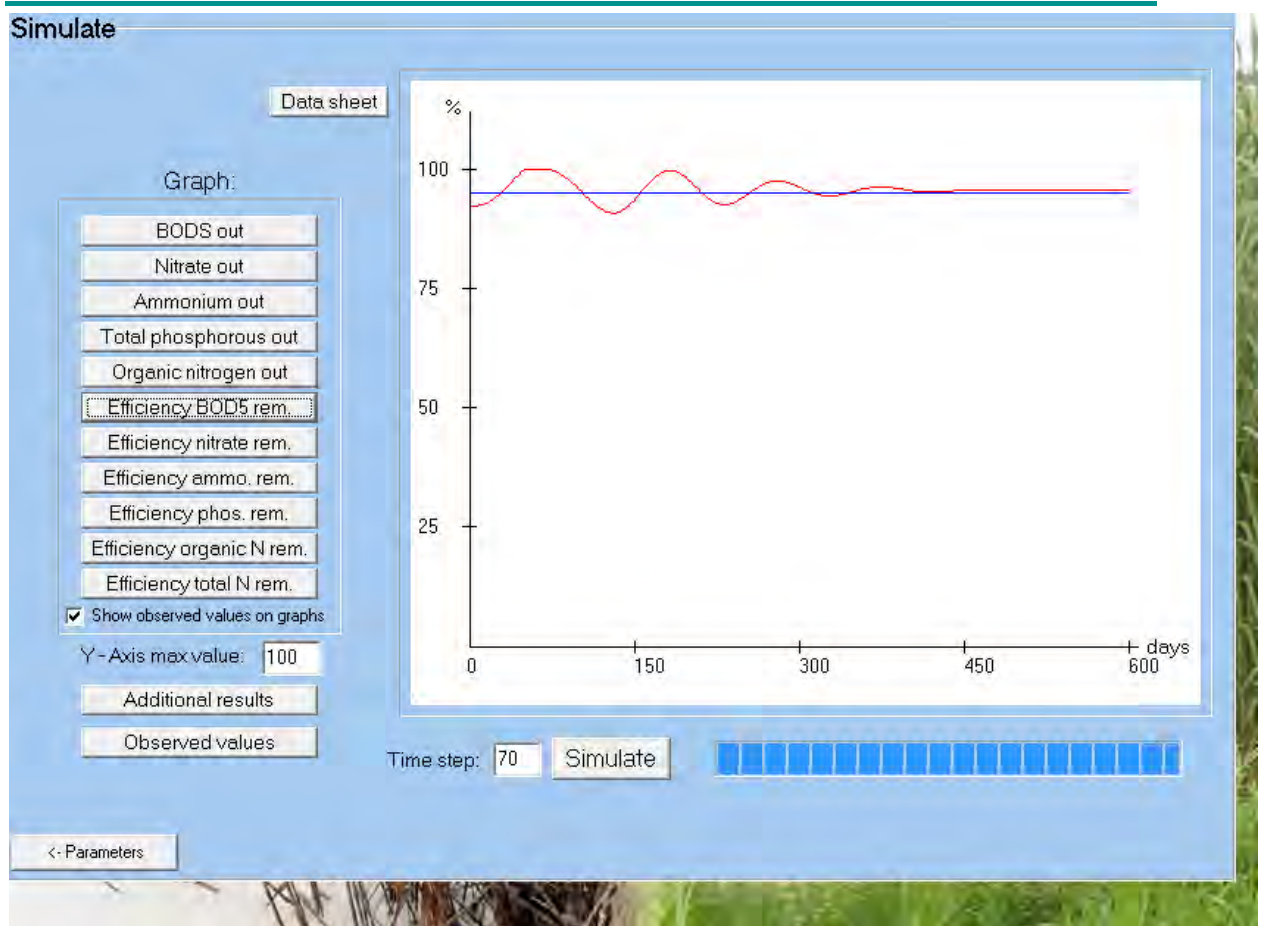 Simulate
Data sheet
Graph:
BODS out
Nitrate out
Ammonium out
Total phosphorous out
Organic nitrogen out
Efficiency BOD5 rem.
Efficiency nitrate rem.
Efficiency ammo. rem.
Efficiency phos. rem.
Efficiency organic N rem.
Efficiency total N rem.
Show observed values on graphs
Y - Axis max value: 100
Additional results
Observed values
%
100
75
50
25
0 150 300 450 600 days
Time step: 70 Simulate
<- Parameters